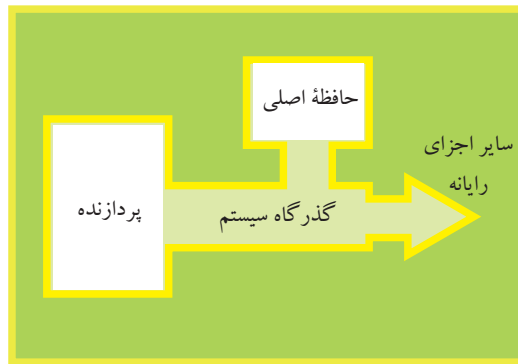 حافظهٔ اصلی
سایر اجزای
رایانه
پردازنده
گذرگاه سیستم